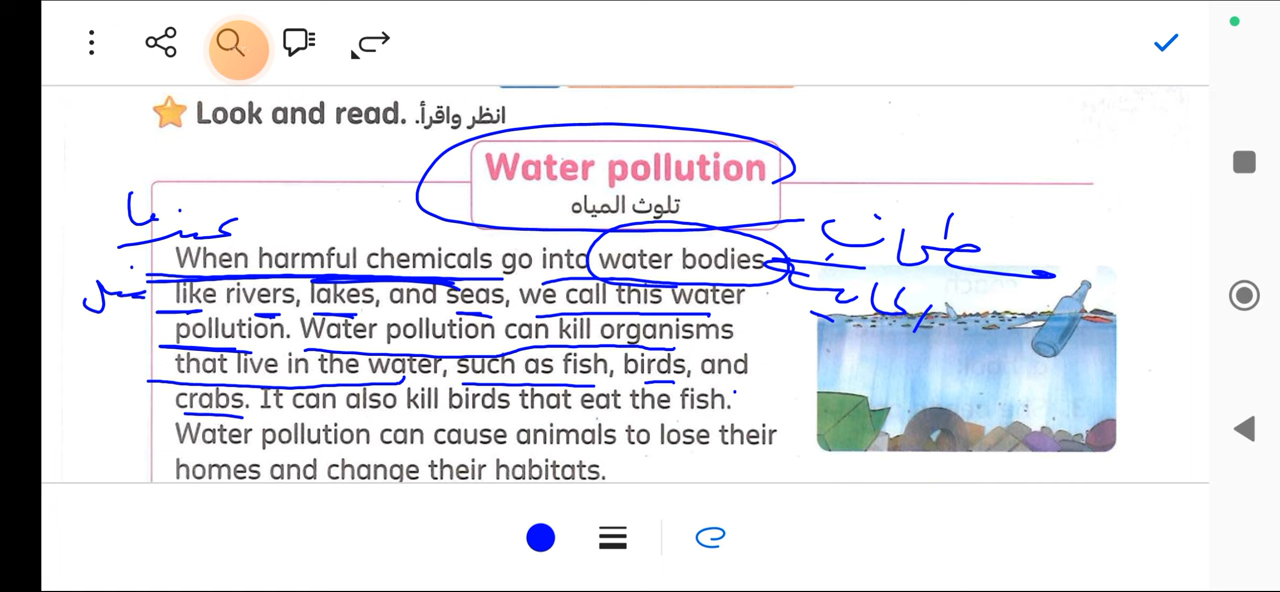 Look and read. انظر واقرأ.
Water pollution
تلوث المياه
عندما
When harmful chemicals go into water bodies
مثل
like rivers, lakes, and seas, we call this water
pollution. Water pollution can kill organisms
that live in the water, such as fish, birds, and
crabs. It can also kill birds that eat the fish.
Water pollution can cause animals to lose their
homes and change their habitats.